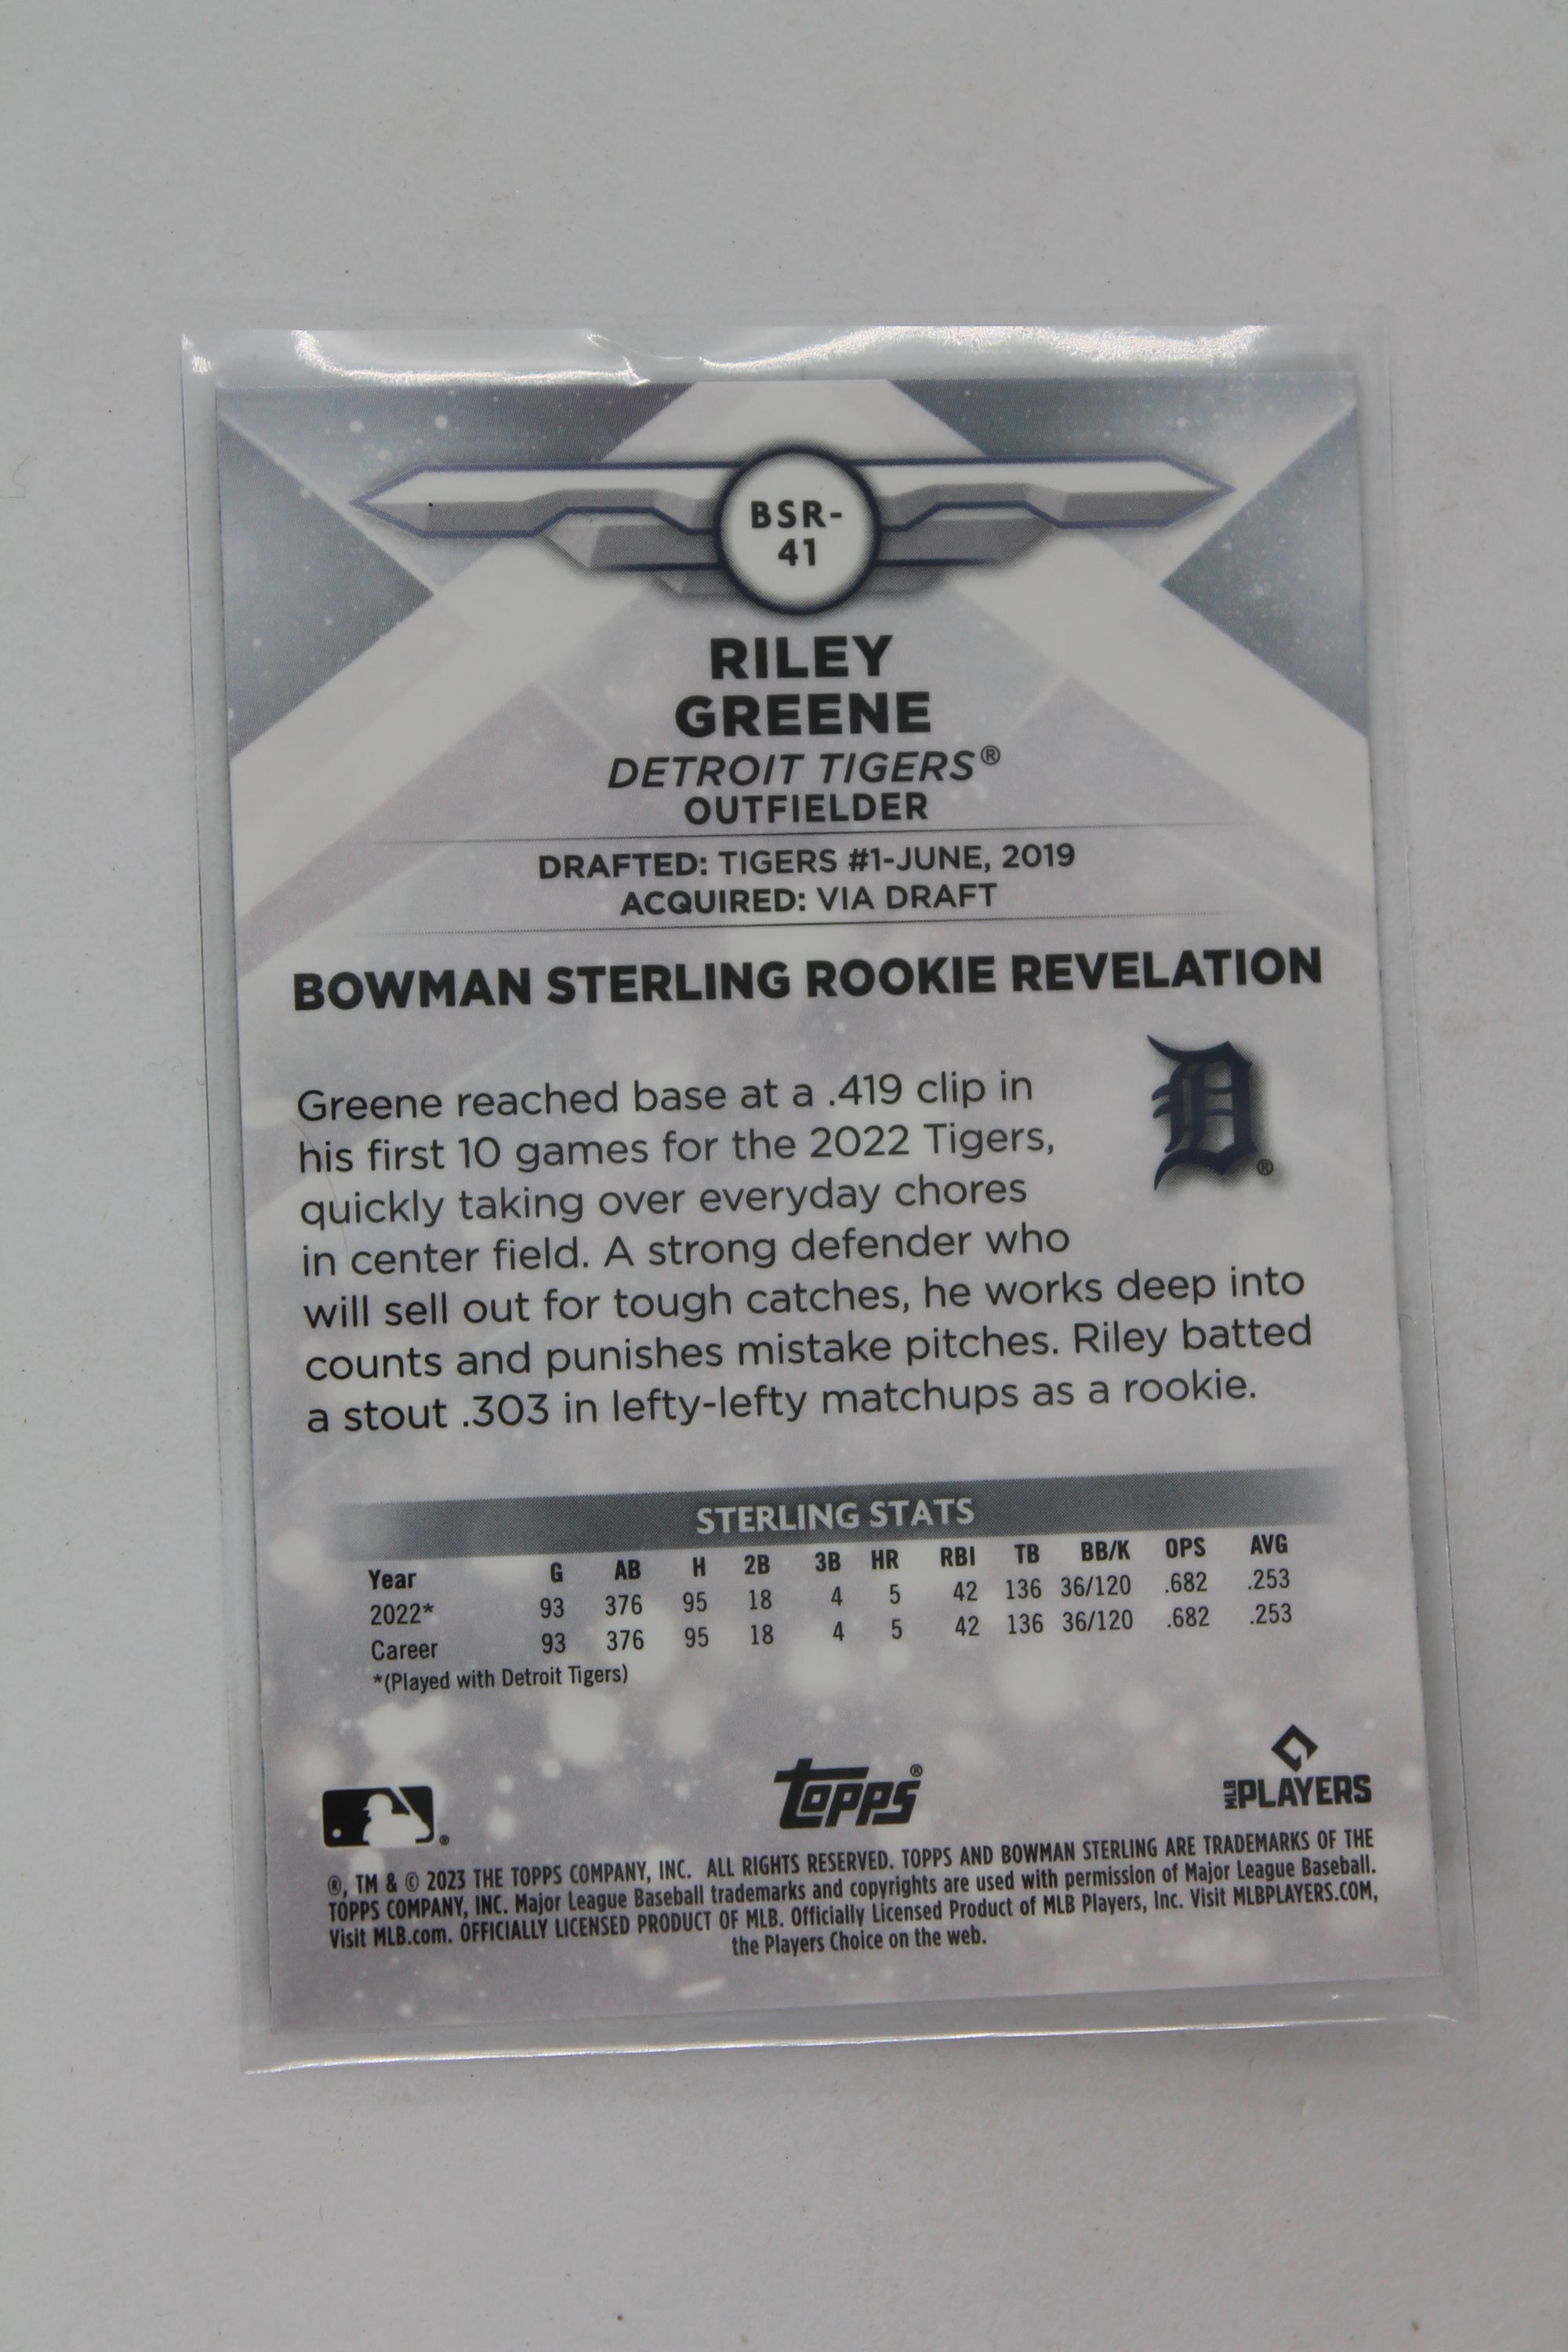 BSR-
41
RILEY
GREENE
DETROIT TIGERS®
OUTFIELDER
DRAFTED: TIGERS #1-JUNE, 2019
ACQUIRED: VIA DRAFT
BOWMAN STERLING ROOKIE REVELATION
Greene reached base at a .419 clip in
his first 10 games for the 2022 Tigers,
quickly taking over everyday chores
in center field. A strong defender who
will sell out for tough catches, he works deep into
counts and punishes mistake pitches. Riley batted
a stout .303 in lefty-lefty matchups as a rookie.
D®
STERLING STATS
Year G AB H 2B 3B HR RBI TB BB/K OPS AVG
2022* 93 376 95 18 4 5 42 136 36/120 .682 .253
Career 93 376 95 18 4 5 42 136 36/120 .682 .253
*(Played with Detroit Tigers)
®
topps®
MLB PLAYERS
®, TM & © 2023 THE TOPPS COMPANY, INC. ALL RIGHTS RESERVED. TOPPS AND BOWMAN STERLING ARE TRADEMARKS OF THE
TOPPS COMPANY, INC. Major League Baseball trademarks and copyrights are used with permission of Major League Baseball.
Visit MLB.com. OFFICIALLY LICENSED PRODUCT OF MLB. Officially Licensed Product of MLB Players, Inc. Visit MLBPLAYERS.COM,
the Players Choice on the web.